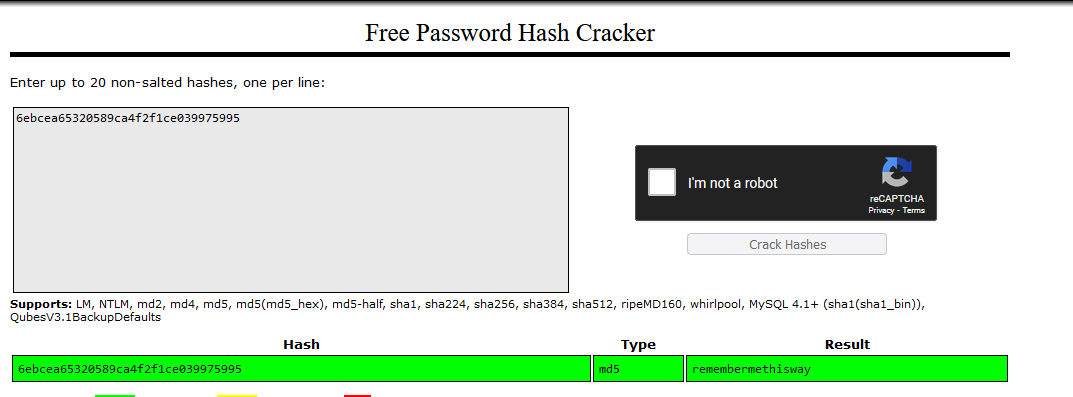 Free Password Hash Cracker
Enter up to 20 non-salted hashes, one per line:
6ebcea65320589ca4f2f1ce039975995
I'm not a robot
reCAPTCHA
Privacy - Terms
Crack Hashes
Supports: LM, NTLM, md2, md4, md5, md5(md5_hex), md5-half, sha1, sha224, sha256, sha384, sha512, ripeMD160, whirlpool, MySQL 4.1+ (sha1(sha1_bin)),
QubesV3.1BackupDefaults
Hash Type Result
6ebcea65320589ca4f2f1ce039975995 md5 remembermethisway